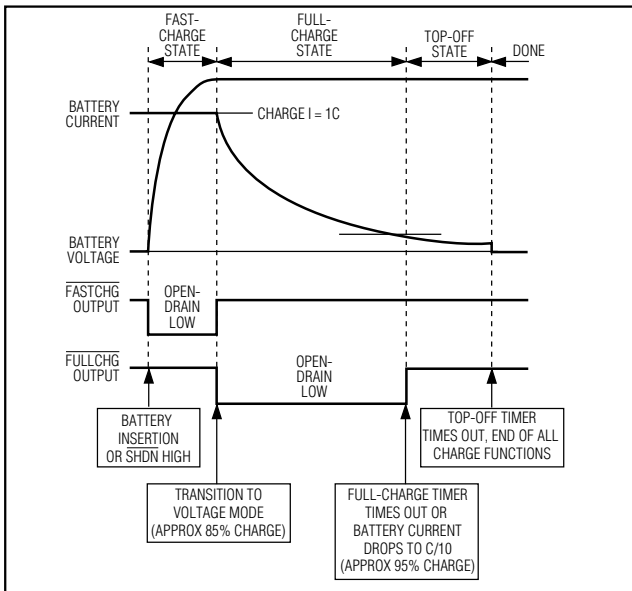 FAST-
CHARGE
STATE
FULL-
CHARGE
STATE
TOP-OFF
STATE
DONE
BATTERY
CURRENT
CHARGE I = 1C
BATTERY
VOLTAGE
FASTCHG
OUTPUT
OPEN-
DRAIN
LOW
FULLCHG
OUTPUT
OPEN-
DRAIN
LOW
BATTERY
INSERTION
OR SHDN HIGH
TOP-OFF TIMER
TIMES OUT, END OF ALL
CHARGE FUNCTIONS
TRANSITION TO
VOLTAGE MODE
(APPROX 85% CHARGE)
FULL-CHARGE TIMER
TIMES OUT OR
BATTERY CURRENT
DROPS TO C/10
(APPROX 95% CHARGE)